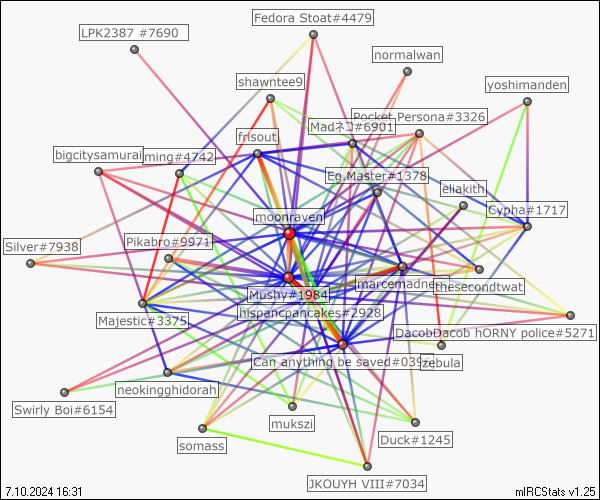 Fedora Stoat#4479
LPK2387 #7690
normalwan
shawntee9
yoshimanden
Pocket Persona#3326
Madネコ#6901
frisout
bigcitysamurai
ming#4742
Eg.Master#1378
eliakith
Cypha#1717
moonraven
Silver#7938
Pikabro#9971
marcemadness
thesecondtwat
Mushy#1984
hispancpancakes#2928
Majestic#3375
DacobDacob hORNY police#5271
Can anything be saved#039
zebula
neokingghidorah
Swirly Boi#6154
mukszi
somass
Duck#1245
JKOUYH VIII#7034
7.10.2024 16:31
mIRCStats v1.25